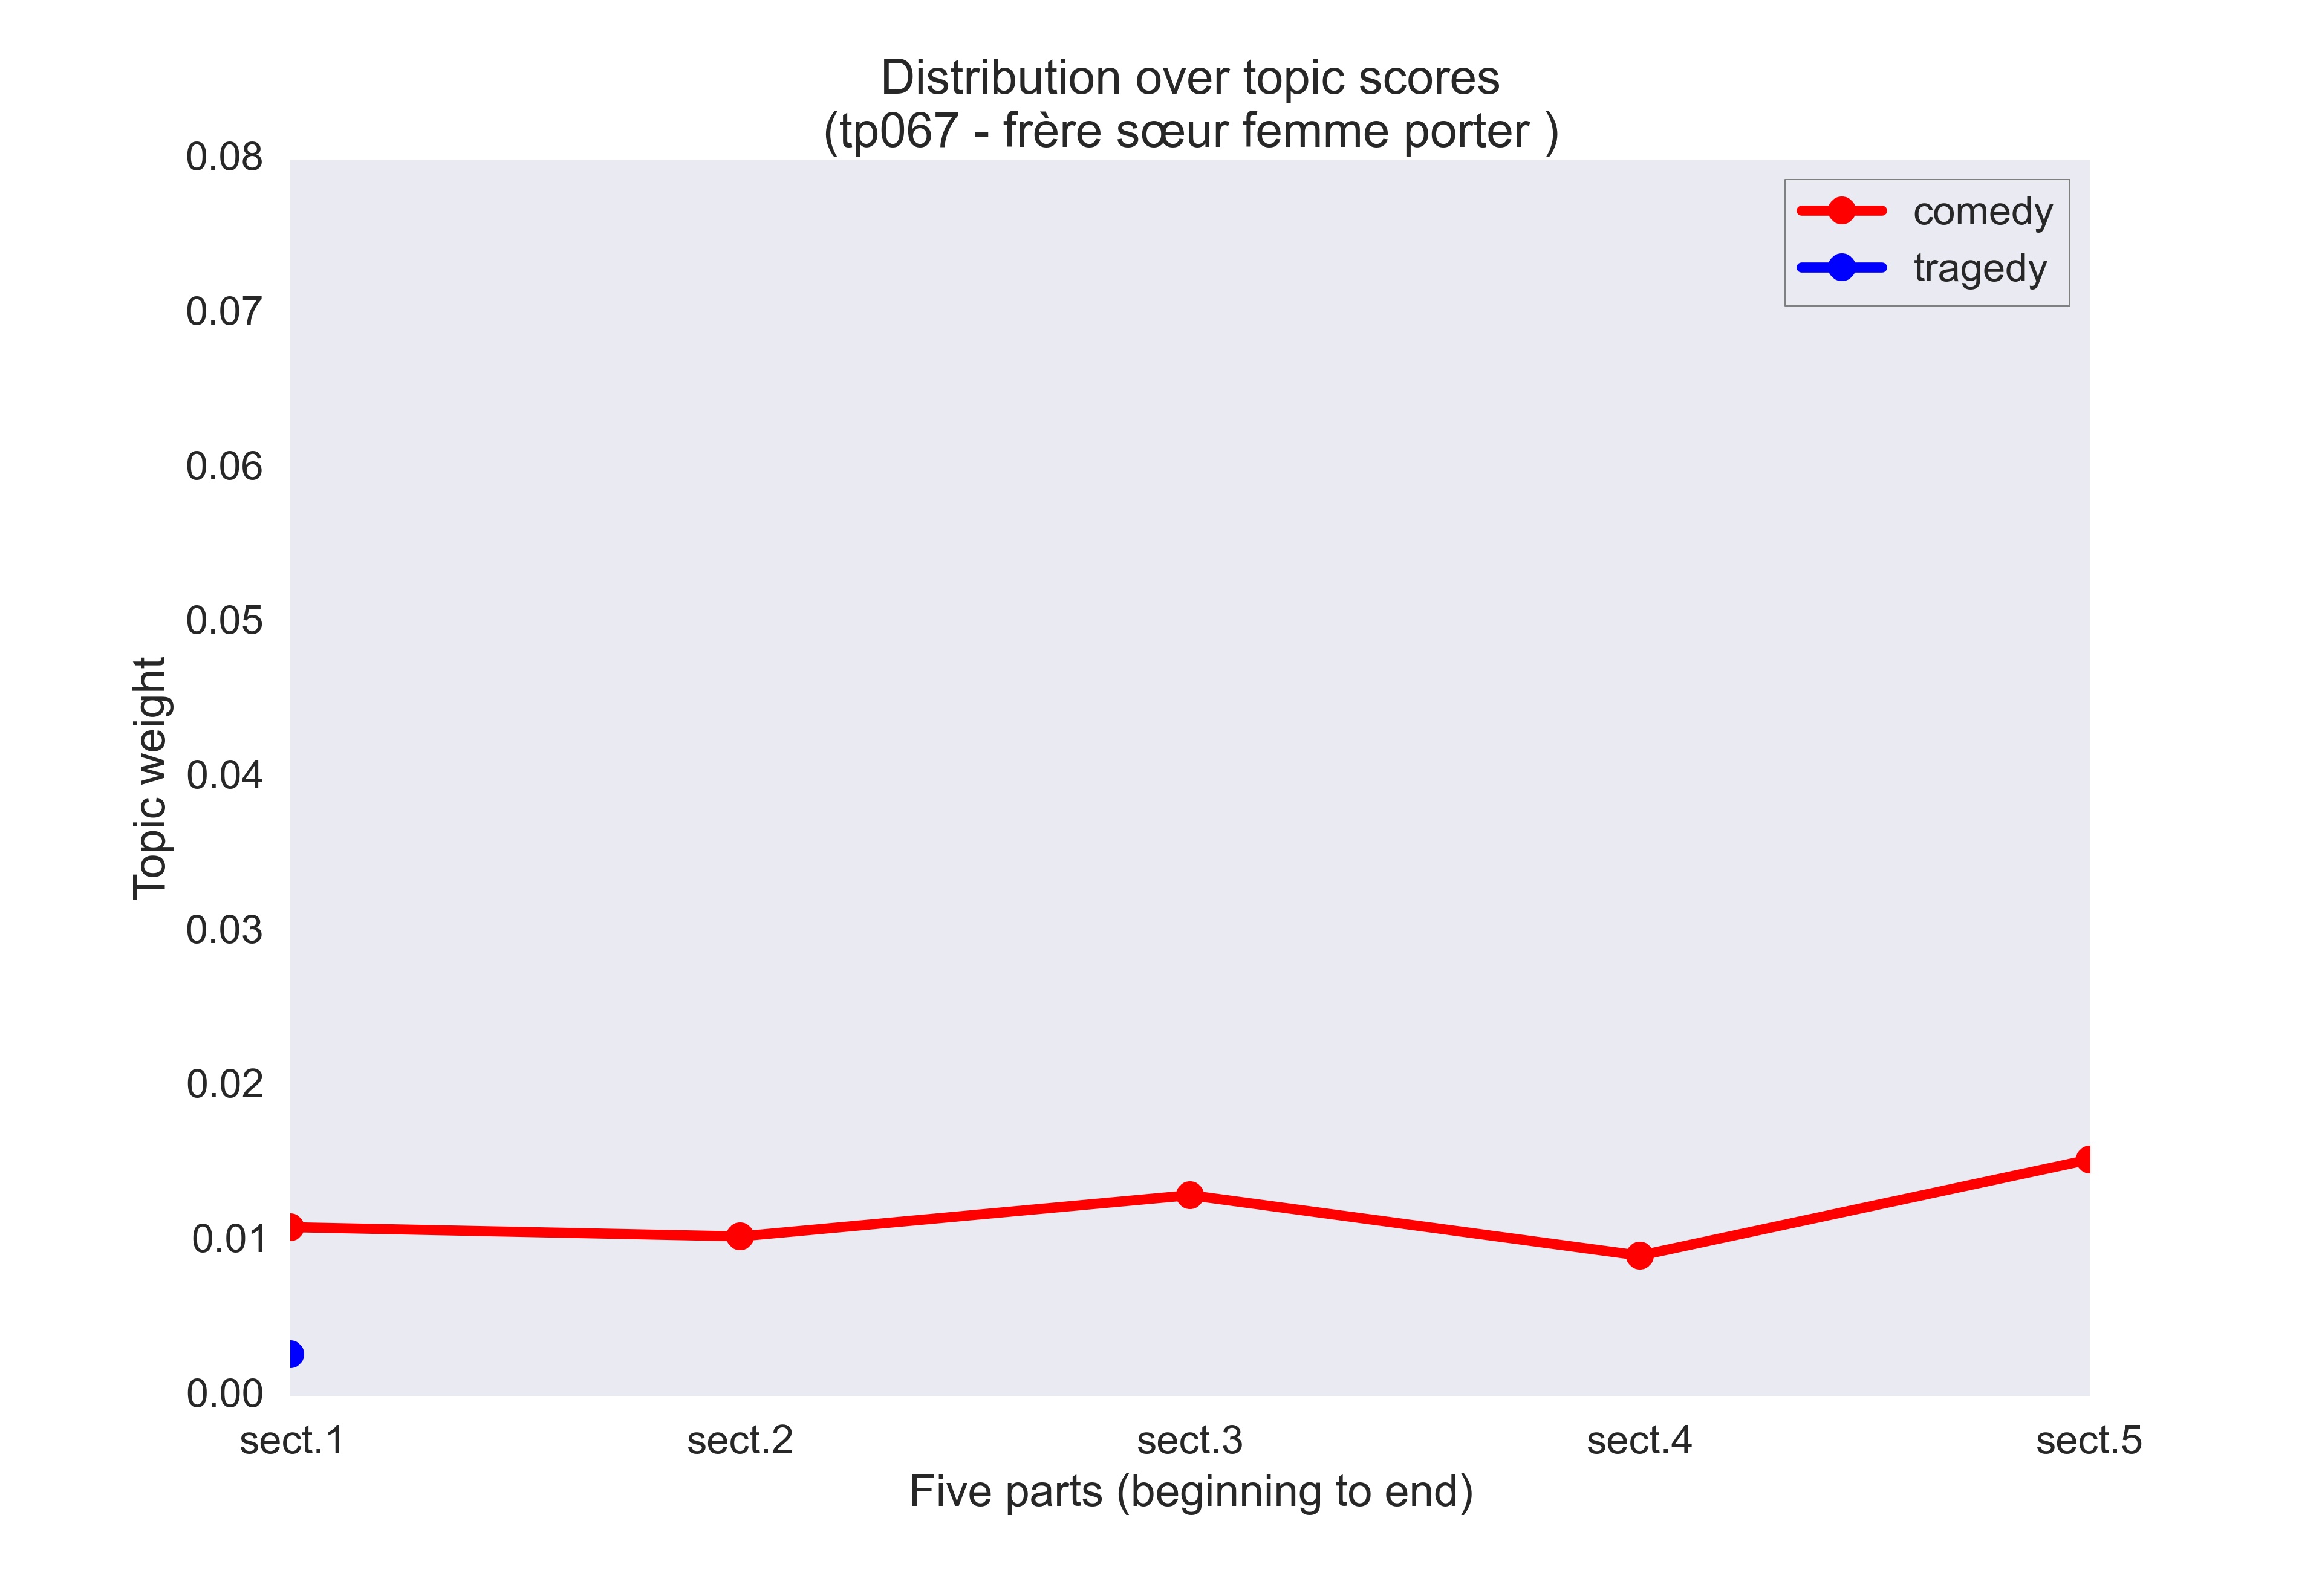 Distribution over topic scores
(tp067 - frère sœur femme porter )
comedy
tragedy
0.08
0.07
0.06
0.05
0.04
0.03
0.02
0.01
0.00
Topic weight
sect.1 sect.2 sect.3 sect.4 sect.5
Five parts (beginning to end)